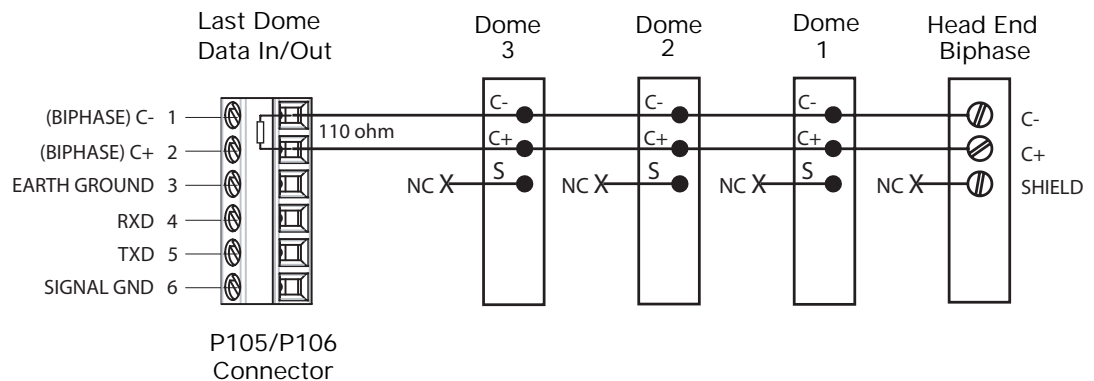 Last Dome
Data In/Out
Dome
3
Dome
2
Dome
1
Head End
Biphase
(BIPHASE) C- 1
(BIPHASE) C+ 2
EARTH GROUND 3
RXD 4
TXD 5
SIGNAL GND 6
110 ohm
C-
C+
S
NC X
C-
C+
S
NC X
C-
C+
S
NC X
C-
C+
NC X
SHIELD
P105/P106
Connector